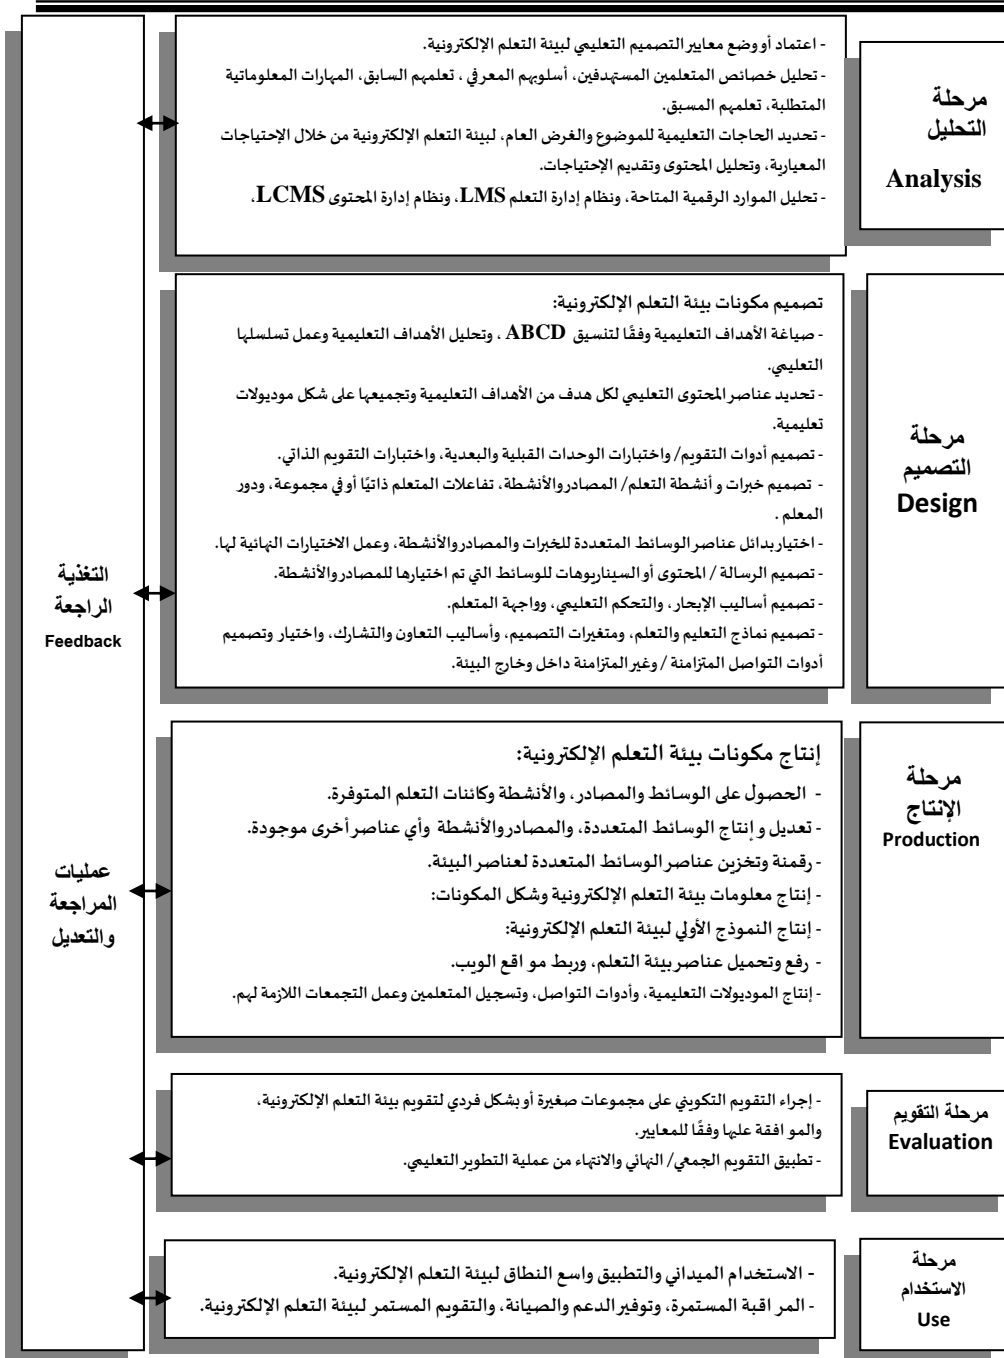 مرحلة
التحليل
Analysis
- اعتماد أو وضع معايير التصميم التعليمي لبيئة التعلم الإلكترونية.
- تحليل خصائص المتعلمين المستهدفين، أسلوبهم المعرفي ، تعلمهم السابق، المهارات المعلوماتية
المتطلبة، تعلمهم المسبق.
- تحديد الحاجات التعليمية للموضوع والغرض العام، لبيئة التعلم الإلكترونية من خلال الإحتياجات
المعيارية، وتحليل المحتوى وتقديم الإحتياجات.
- تحليل الموارد الرقمية المتاحة، ونظام إدارة التعلم LMS، ونظام إدارة المحتوى LCMS،
مرحلة
التصميم
Design
تصميم مكونات بيئة التعلم الإلكترونية:
- صياغة الأهداف التعليمية وفقًا لتنسيق ABCD ، وتحليل الأهداف التعليمية وعمل تسلسلها
التعليمي.
- تحديد عناصر المحتوى التعليمي لكل هدف من الأهداف التعليمية وتجميعها على شكل موديولات
تعليمية.
- تصميم أدوات التقويم/ واختبارات الوحدات القبلية والبعدية، واختبارات التقويم الذاتي.
- تصميم خبرات و أنشطة التعلم/ المصادر والأنشطة، تفاعلات المتعلم ذاتيًا أو في مجموعة، ودور
المعلم .
- اختيار بدائل عناصر الوسائط المتعددة للخبرات والمصادر والأنشطة، وعمل الاختيارات النهائية لها.
- تصميم الرسالة / المحتوى أو السيناريوهات للوسائط التي تم اختيارها للمصادر والأنشطة.
- تصميم أساليب الإبحار، والتحكم التعليمي، وواجهة المتعلم.
- تصميم نماذج التعليم والتعلم، ومتغيرات التصميم، وأساليب التعاون والتشارك، واختيار وتصميم
أدوات التواصل المتزامنة / وغير المتزامنة داخل وخارج البيئة.
مرحلة
الإنتاج
Production
إنتاج مكونات بيئة التعلم الإلكترونية:
- الحصول على الوسائط والمصادر، والأنشطة وكائنات التعلم المتوفرة.
- تعديل و إنتاج الوسائط المتعددة، والمصادر والأنشطة وأي عناصر أخرى موجودة.
- رقمنة وتخزين عناصر الوسائط المتعددة لعناصر البيئة.
- إنتاج معلومات بيئة التعلم الإلكترونية وشكل المكونات:
- إنتاج النموذج الأولي لبيئة التعلم الإلكترونية:
- رفع وتحميل عناصر بيئة التعلم، وربط مو اقع الويب.
- إنتاج الموديولات التعليمية، وأدوات التواصل، وتسجيل المتعلمين وعمل التجمعات اللازمة لهم.
مرحلة التقويم
Evaluation
- إجراء التقويم التكويني على مجموعات صغيرة أو بشكل فردي لتقويم بيئة التعلم الإلكترونية،
والمو افقة عليها وفقًا للمعايير.
- تطبيق التقويم الجمعي/ النهائي والانتهاء من عملية التطوير التعليمي.
مرحلة
الاستخدام
Use
- الاستخدام الميداني والتطبيق واسع النطاق لبيئة التعلم الإلكترونية.
- المر اقبة المستمرة، وتوفير الدعم والصيانة، والتقويم المستمر لبيئة التعلم الإلكترونية.
التغذية
الراجعة
Feedback
عمليات
المراجعة
والتعديل